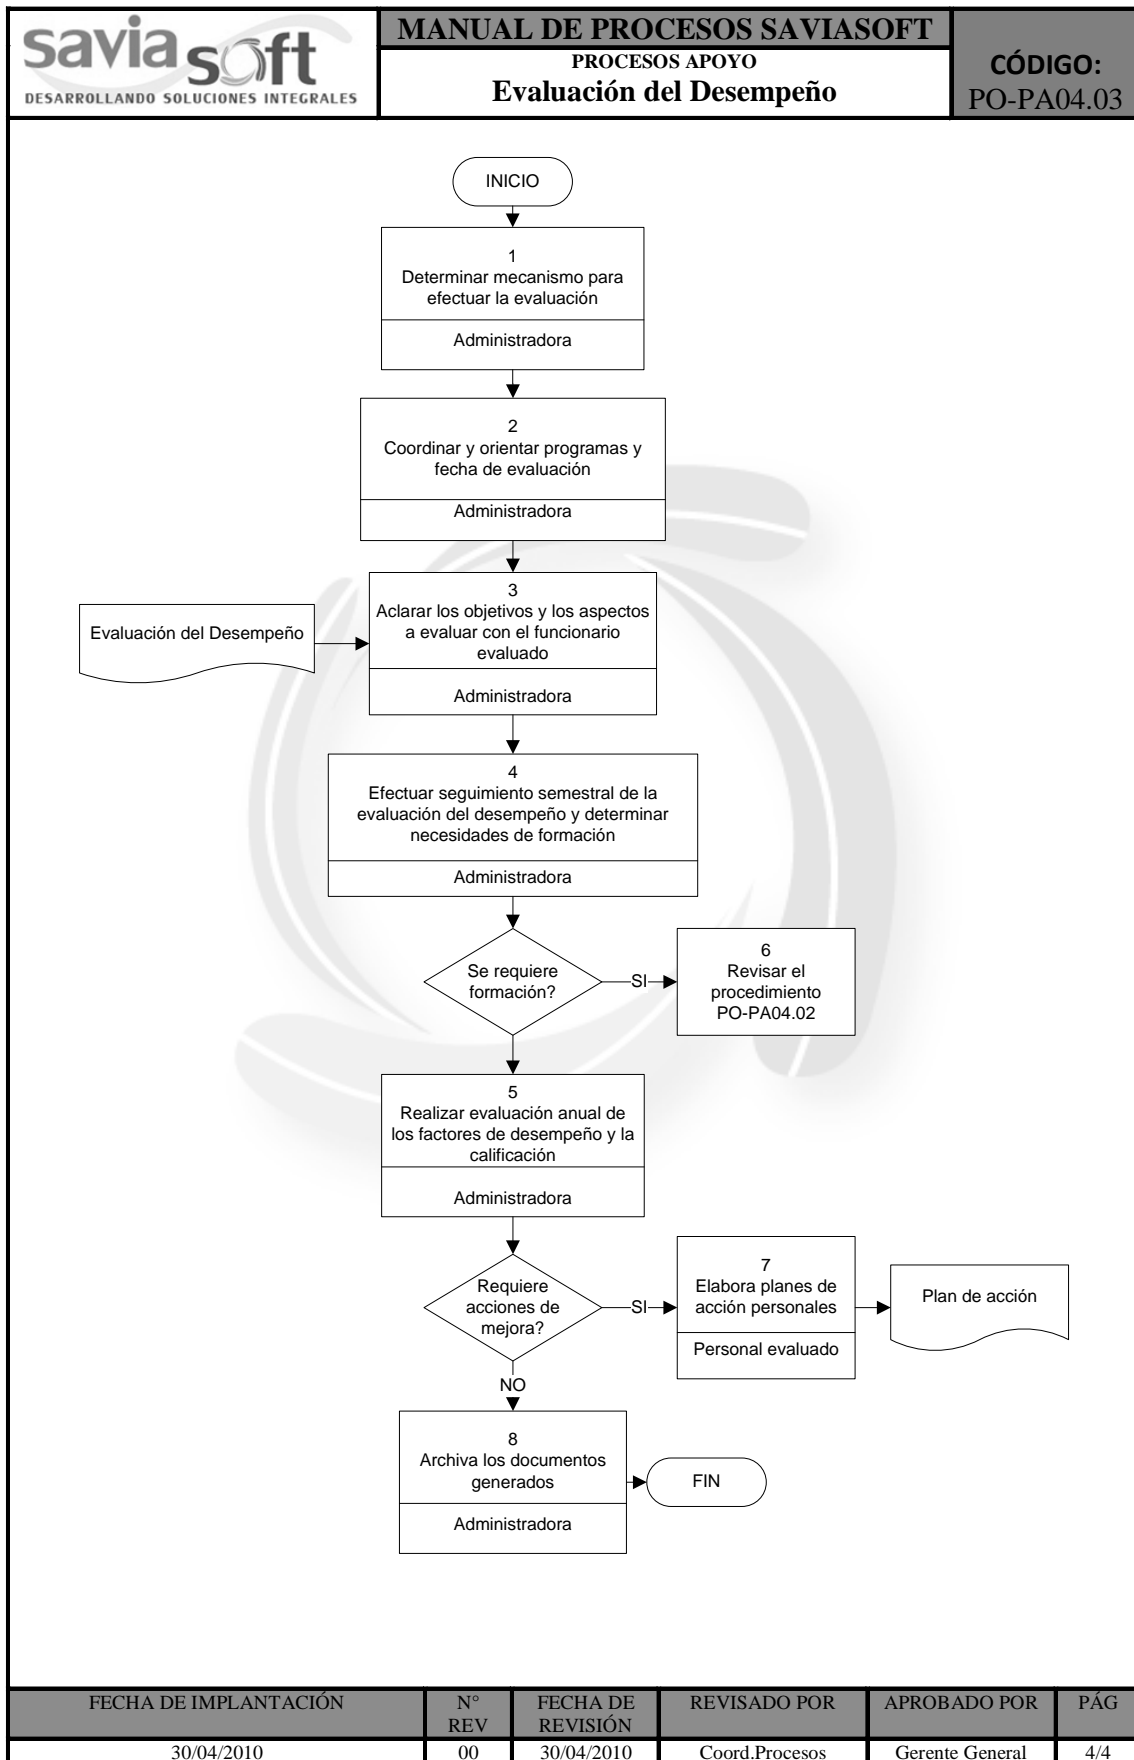 savia soft
DESARROLLANDO SOLUCIONES INTEGRALES
MANUAL DE PROCESOS SAVIASOFT
PROCESOS APOYO
Evaluación del Desempeño
CÓDIGO:
PO-PA04.03
INICIO
1
Determinar mecanismo para
efectuar la evaluación
Administradora
2
Coordinar y orientar programas y
fecha de evaluación
Administradora
Evaluación del Desempeño
3
Aclarar los objetivos y los aspectos
a evaluar con el funcionario
evaluado
Administradora
4
Efectuar seguimiento semestral de la
evaluación del desempeño y determinar
necesidades de formación
Administradora
Se requiere
formación?
SI
6
Revisar el
procedimiento
PO-PA04.02
5
Realizar evaluación anual de
los factores de desempeño y la
calificación
Administradora
Requiere
acciones de
mejora?
SI
7
Elabora planes de
acción personales
Personal evaluado
Plan de acción
NO
8
Archiva los documentos
generados
Administradora
FIN
FECHA DE IMPLANTACIÓN
N°
REV
FECHA DE
REVISIÓN
REVISADO POR
APROBADO POR
PÁG
30/04/2010
00
30/04/2010
Coord.Procesos
Gerente General
4/4